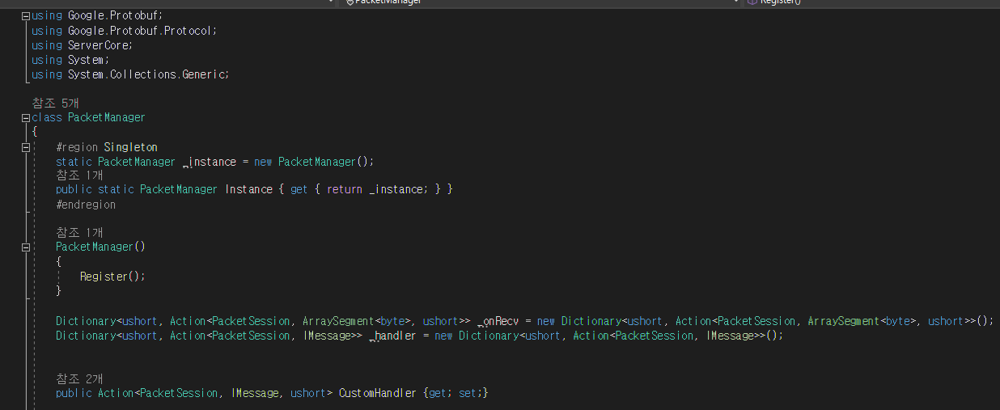 PacketManager Register()
using Google.Protobuf;
using Google.Protobuf.Protocol;
using ServerCore;
using System;
using System.Collections.Generic;
참조 5개
class PacketManager
{
#region Singleton
static PacketManager _instance = new PacketManager();
참조 1개
public static PacketManager Instance { get { return _instance; } }
#endregion
참조 1개
PacketManager()
{
Register();
}
Dictionary<ushort, Action<PacketSession, ArraySegment<byte>, ushort>> _onRecv = new Dictionary<ushort, Action<PacketSession, ArraySegment<byte>, ushort>>();
Dictionary<ushort, Action<PacketSession, IMessage>> _handler = new Dictionary<ushort, Action<PacketSession, IMessage>>();
참조 2개
public Action<PacketSession, IMessage, ushort> CustomHandler {get; set;}